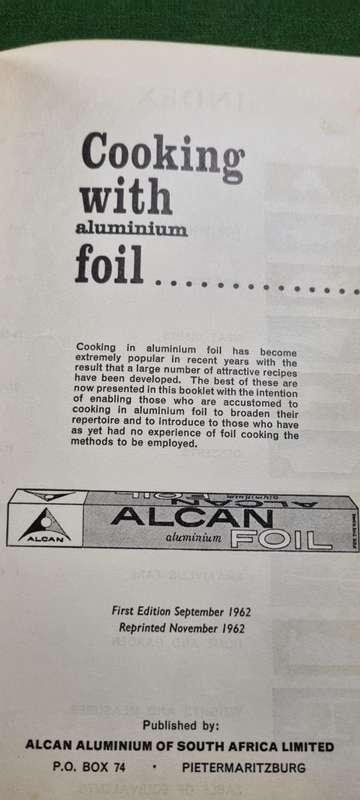 Cooking
with
aluminium
foil ...............
Cooking in aluminium foil has become
extremely popular in recent years with the
result that a large number of attractive recipes
have been developed. The best of these are
now presented in this booklet with the intention
of enabling those who are accustomed to
cooking in aluminium foil to broaden their
repertoire and to introduce to those who have
as yet had no experience of foil cooking the
methods to be employed.
ALCAN
aluminium FOIL
ALCAN
First Edition September 1962
Reprinted November 1962
Published by:
ALCAN ALUMINIUM OF SOUTH AFRICA LIMITED
P.O. BOX 74 • PIETERMARITZBURG